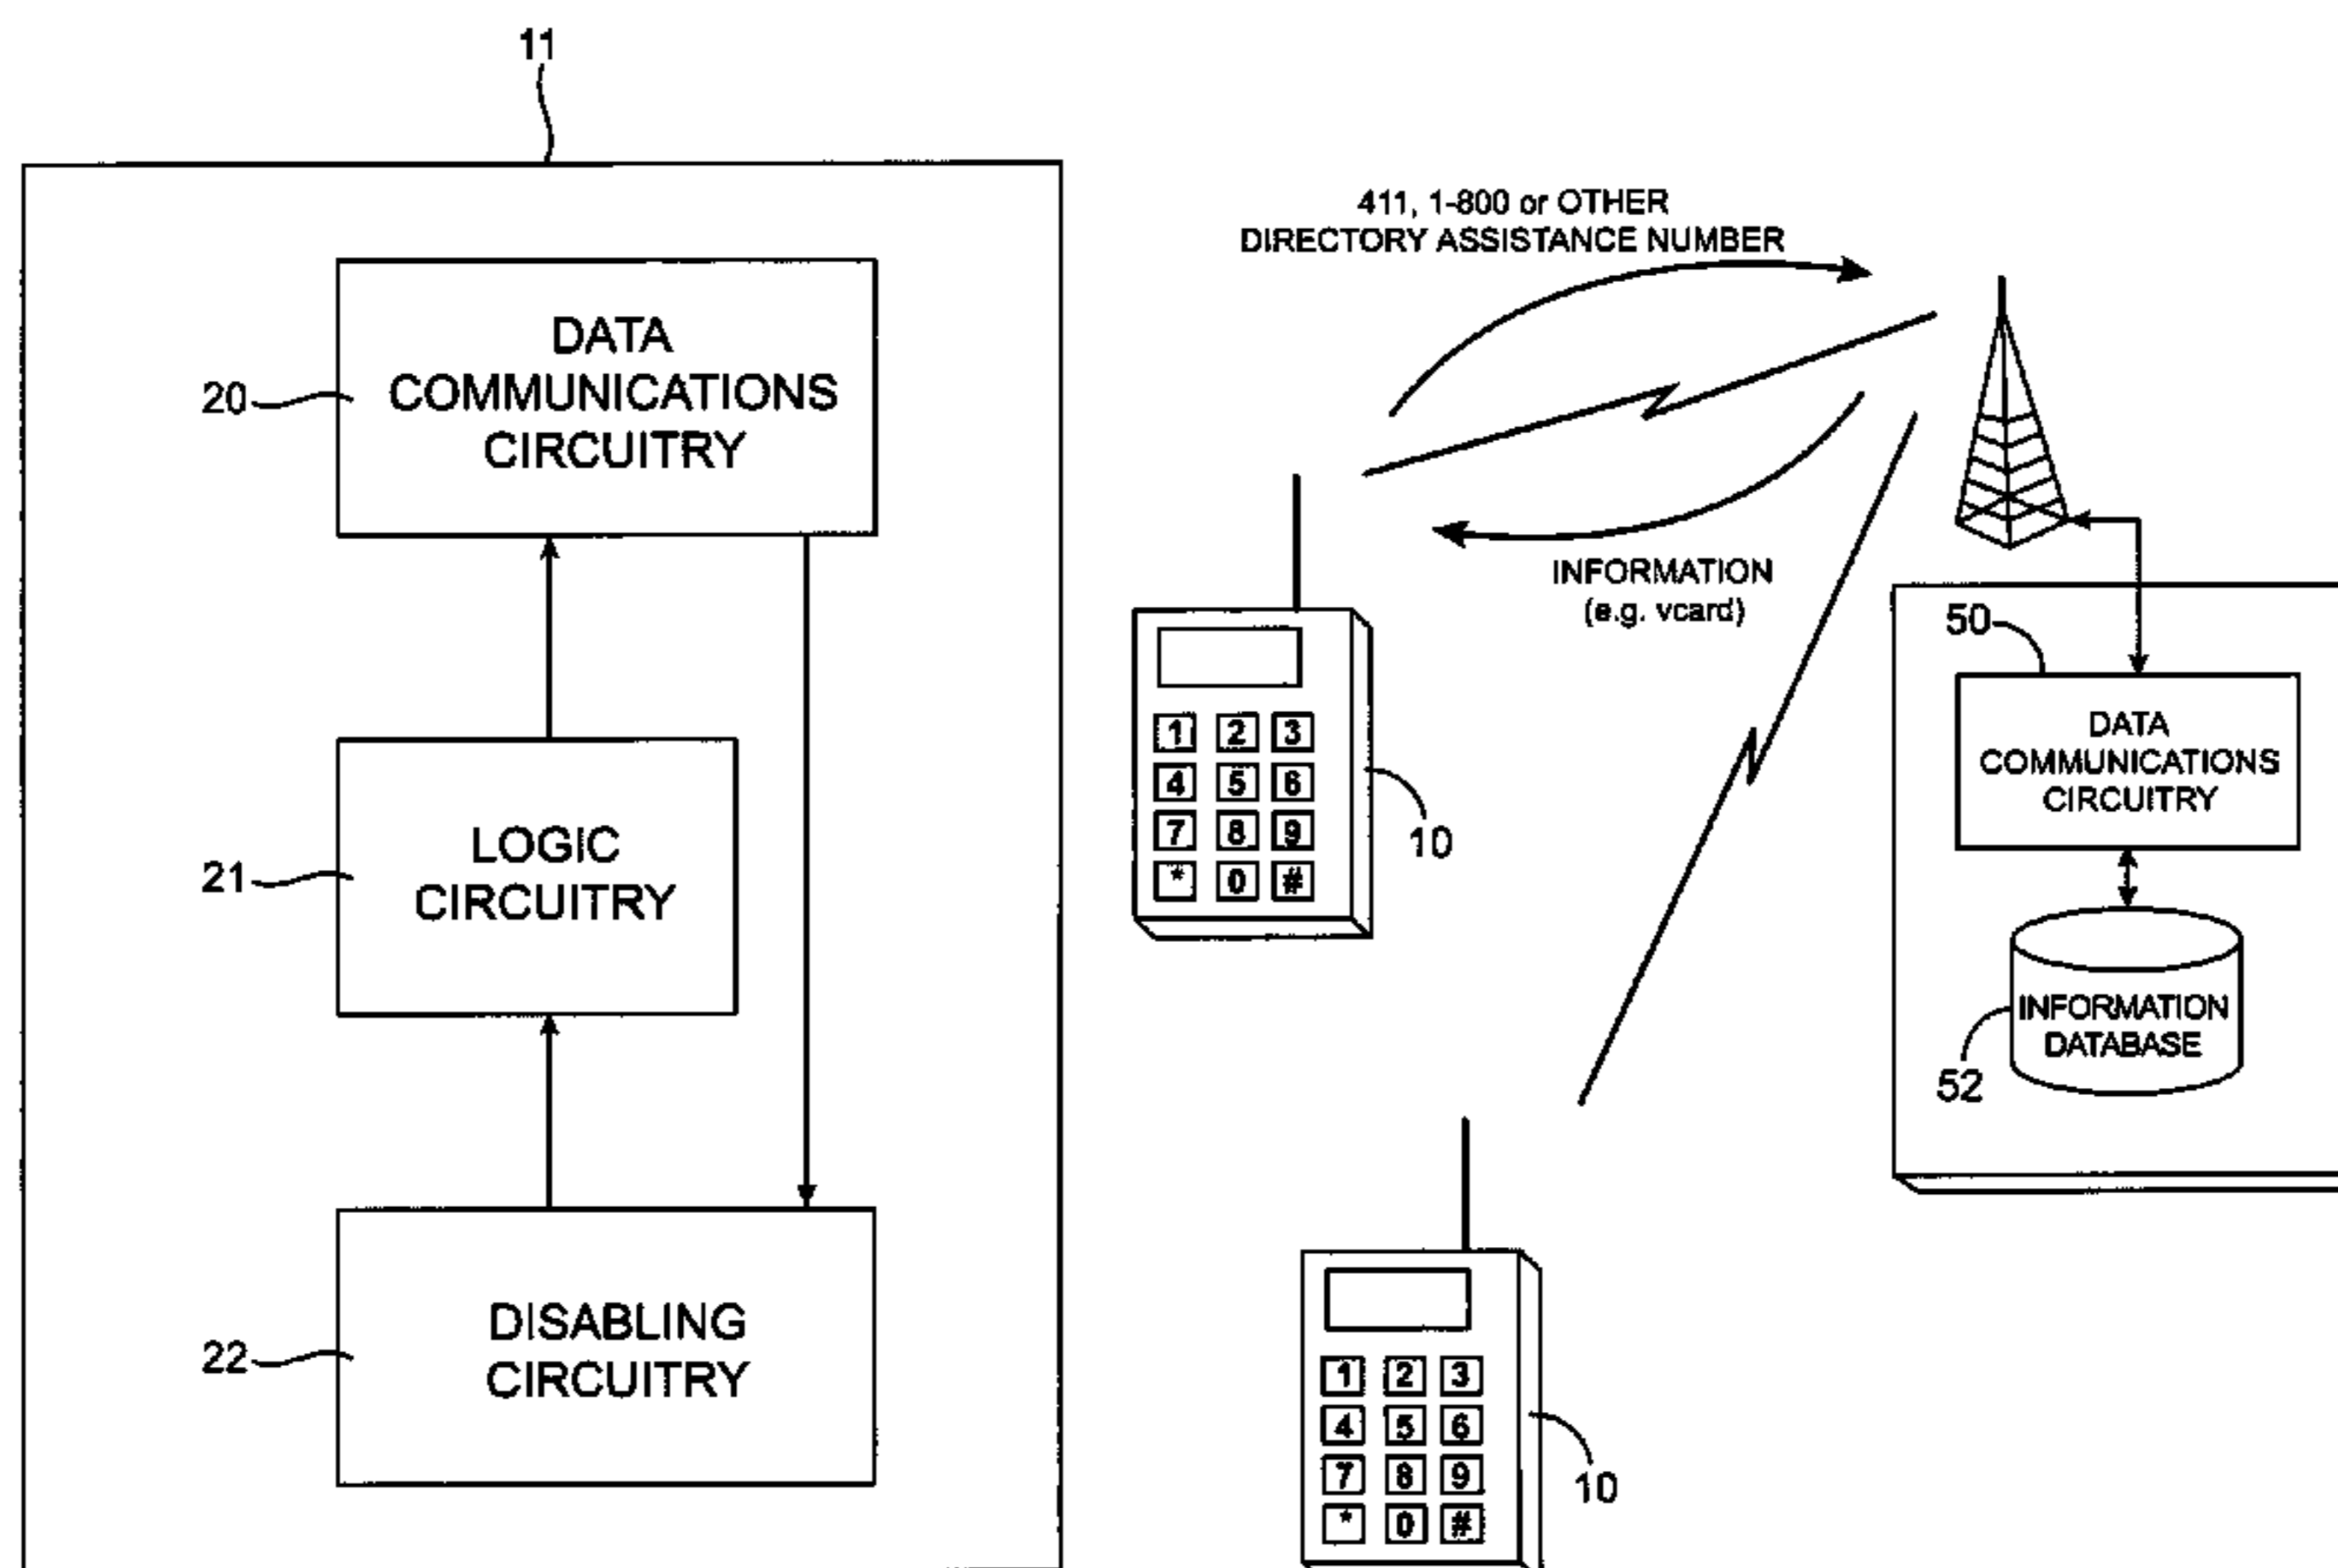 11
20
DATA
COMMUNICATIONS
CIRCUITRY
21
LOGIC
CIRCUITRY
22
DISABLING
CIRCUITRY
411, 1-800 or OTHER
DIRECTORY ASSISTANCE NUMBER
INFORMATION
(e.g. vcard)
1 2 3
4 5 6
7 8 9
* 0 #
10
50
DATA
COMMUNICATIONS
CIRCUITRY
INFORMATION
DATABASE
52
1 2 3
4 5 6
7 8 9
* 0 #
10